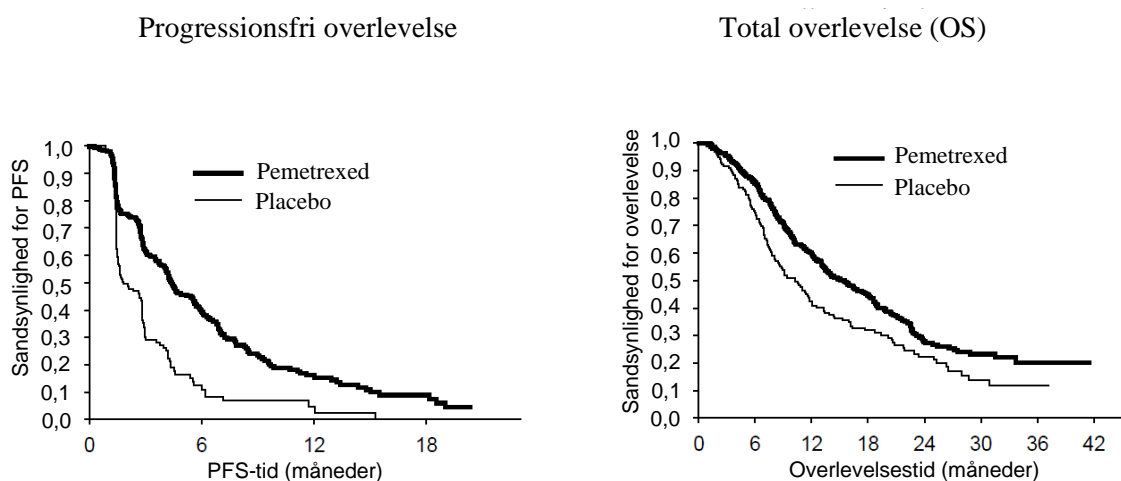 Progressionsfri overlevelse
Total overlevelse (OS)
Sandsynlighed for PFS
1,0
0,9
0,8
0,7
0,6
0,5
0,4
0,3
0,2
0,1
0,0
Pemetrexed
Placebo
0 6 12 18
PFS-tid (måneder)
Sandsynlighed for overlevelse
1,0
0,9
0,8
0,7
0,6
0,5
0,4
0,3
0,2
0,1
0,0
Pemetrexed
Placebo
0 6 12 18 24 30 36 42
Overlevelsestid (måneder)